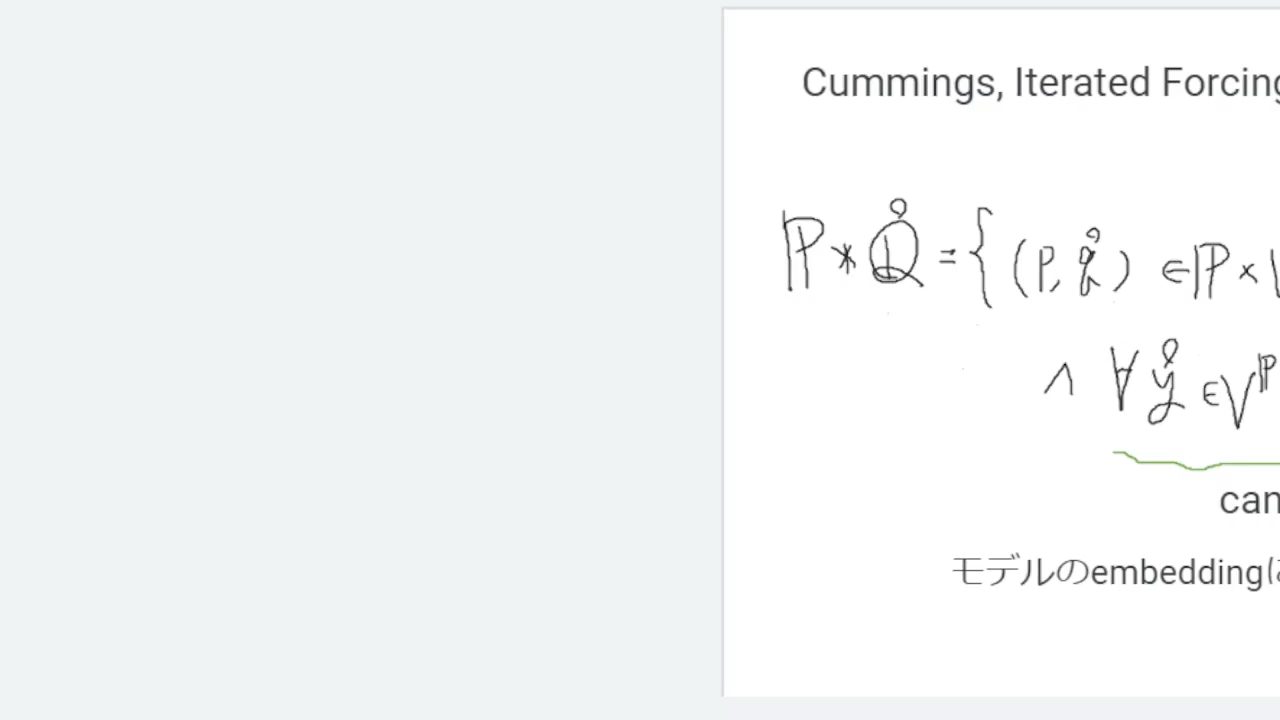 Cummings, Iterated Forcing
ℙ * ℚ̊ = { (p, q̊) ∈ ℙ ×
∧ ∀ẙ ∈ V^ℙ
can
モデルのembedding